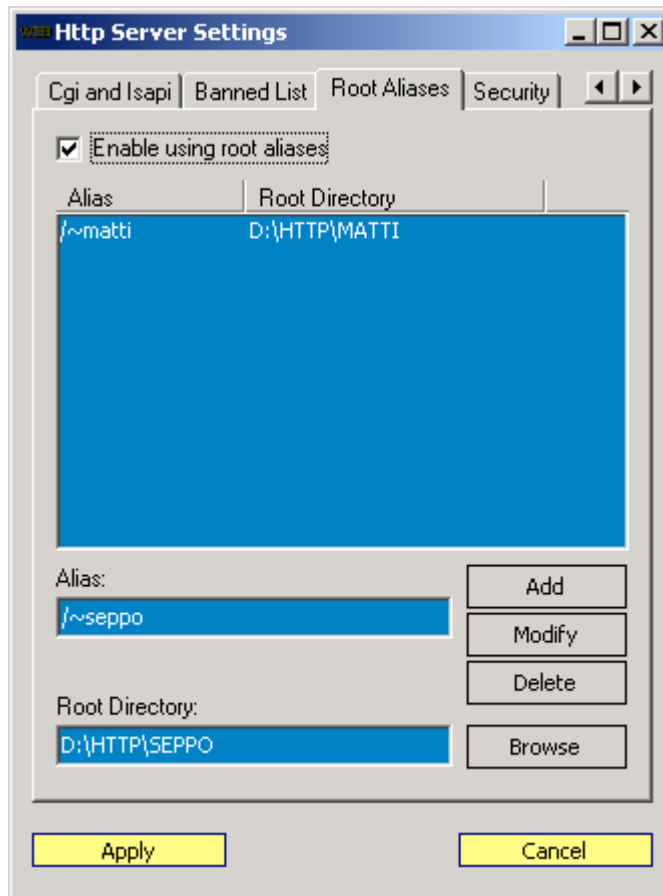 WEB Http Server Settings
Cgi and Isapi Banned List Root Aliases Security
Enable using root aliases
Alias Root Directory
/~matti D:\HTTP\MATTI
Alias:
/~seppo
Add
Modify
Delete
Root Directory:
D:\HTTP\SEPPO
Browse
Apply Cancel